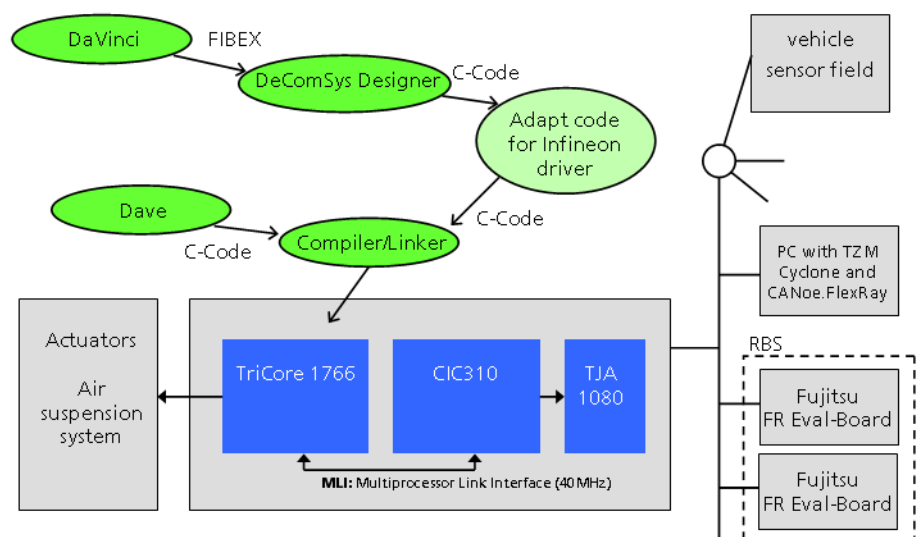 DaVinci
FIBEX
DeComSys Designer
C-Code
Adapt code
for Infineon
driver
C-Code
Dave
C-Code
Compiler/Linker
vehicle
sensor field
PC with TZM
Cyclone and
CANoe.FlexRay
RBS
Fujitsu
FR Eval-Board
Fujitsu
FR Eval-Board
Actuators
Air
suspension
system
TriCore 1766
CIC310
TJA
1080
MLI: Multiprocessor Link Interface (40MHz)